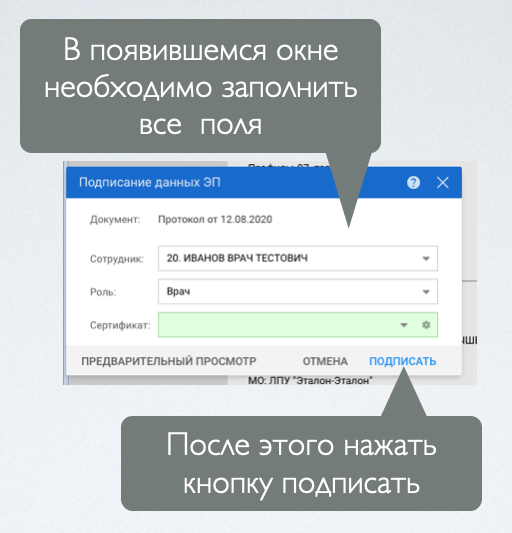 В появившемся окне
необходимо заполнить
все поля
Подписание данных ЭП
Документ: Протокол от 12.08.2020
Сотрудник: 20. ИВАНОВ ВРАЧ ТЕСТОВИЧ
Роль: Врач
Сертификат:
ПРЕДВАРИТЕЛЬНЫЙ ПРОСМОТР ОТМЕНА ПОДПИСАТЬ
МО: ЛПУ "Эталон-Эталон"
После этого нажать
кнопку подписать